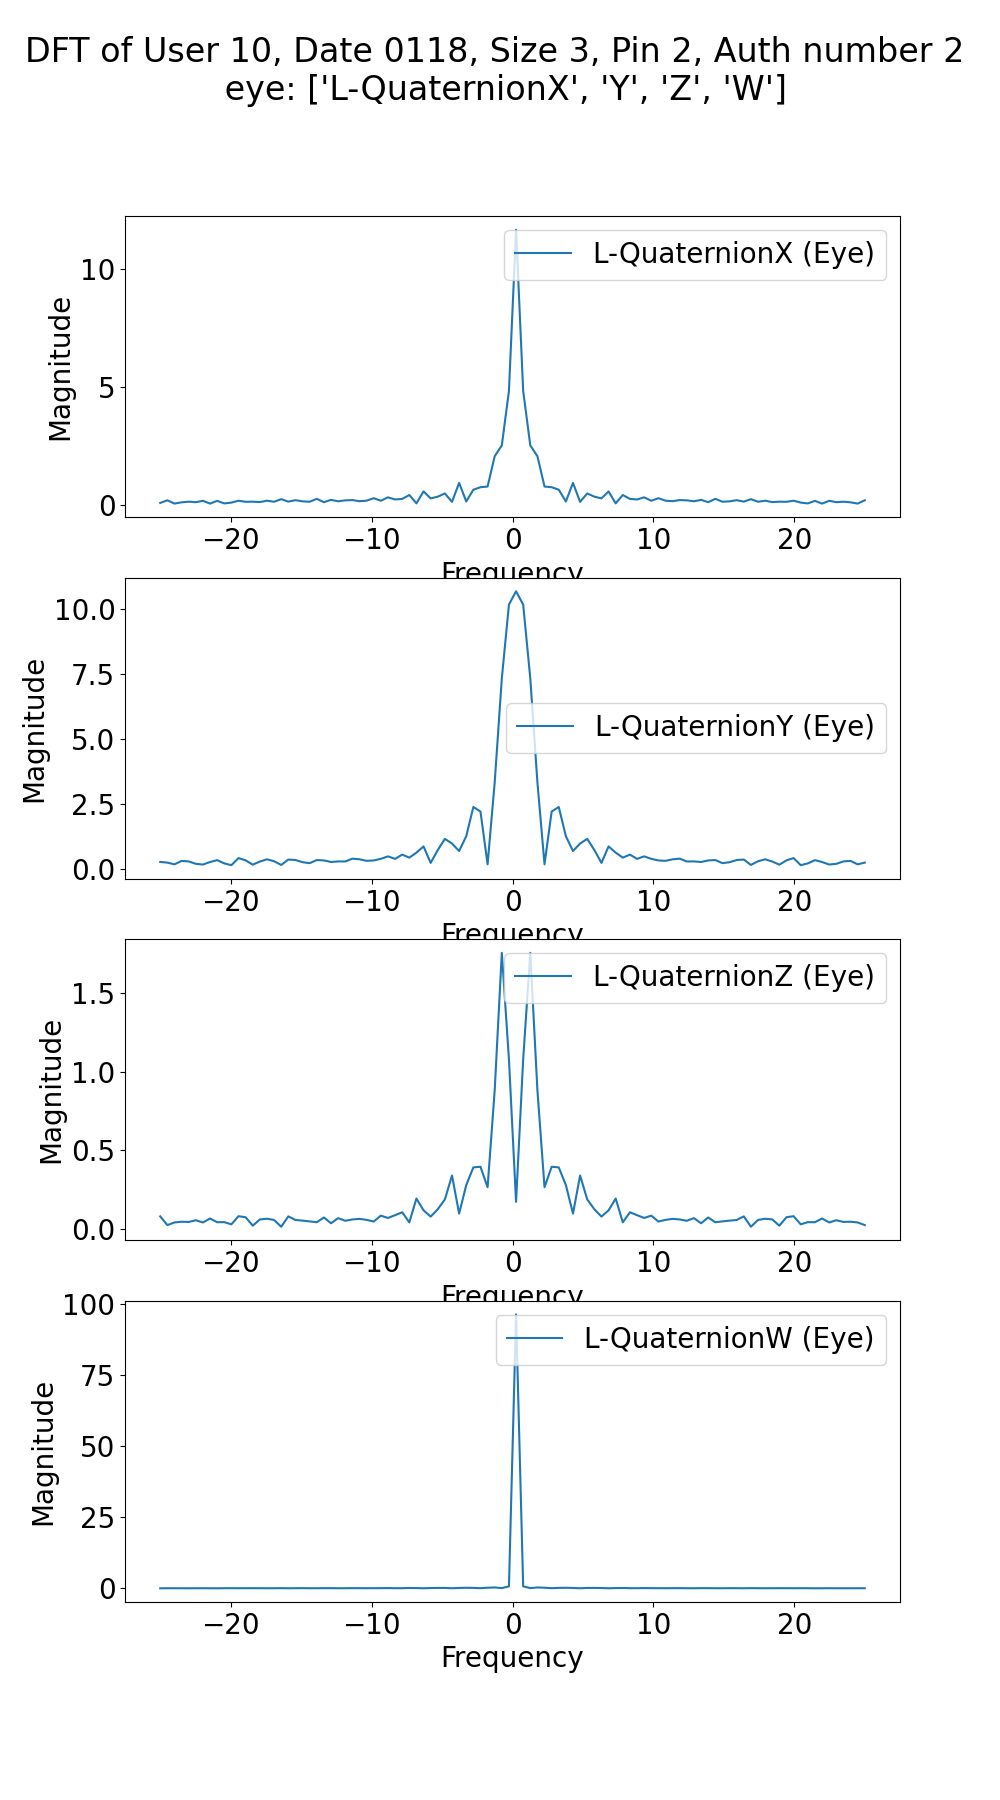 DFT of User 10, Date 0118, Size 3, Pin 2, Auth number 2
eye: ['L-QuaternionX', 'Y', 'Z', 'W']
L-QuaternionX (Eye)
Magnitude
10
5
0
−20 −10 0 10 20
Frequency
L-QuaternionY (Eye)
Magnitude
10.0
7.5
5.0
2.5
0.0
−20 −10 0 10 20
Frequency
L-QuaternionZ (Eye)
Magnitude
1.5
1.0
0.5
0.0
−20 −10 0 10 20
Frequency
L-QuaternionW (Eye)
Magnitude
100
75
50
25
0
−20 −10 0 10 20
Frequency